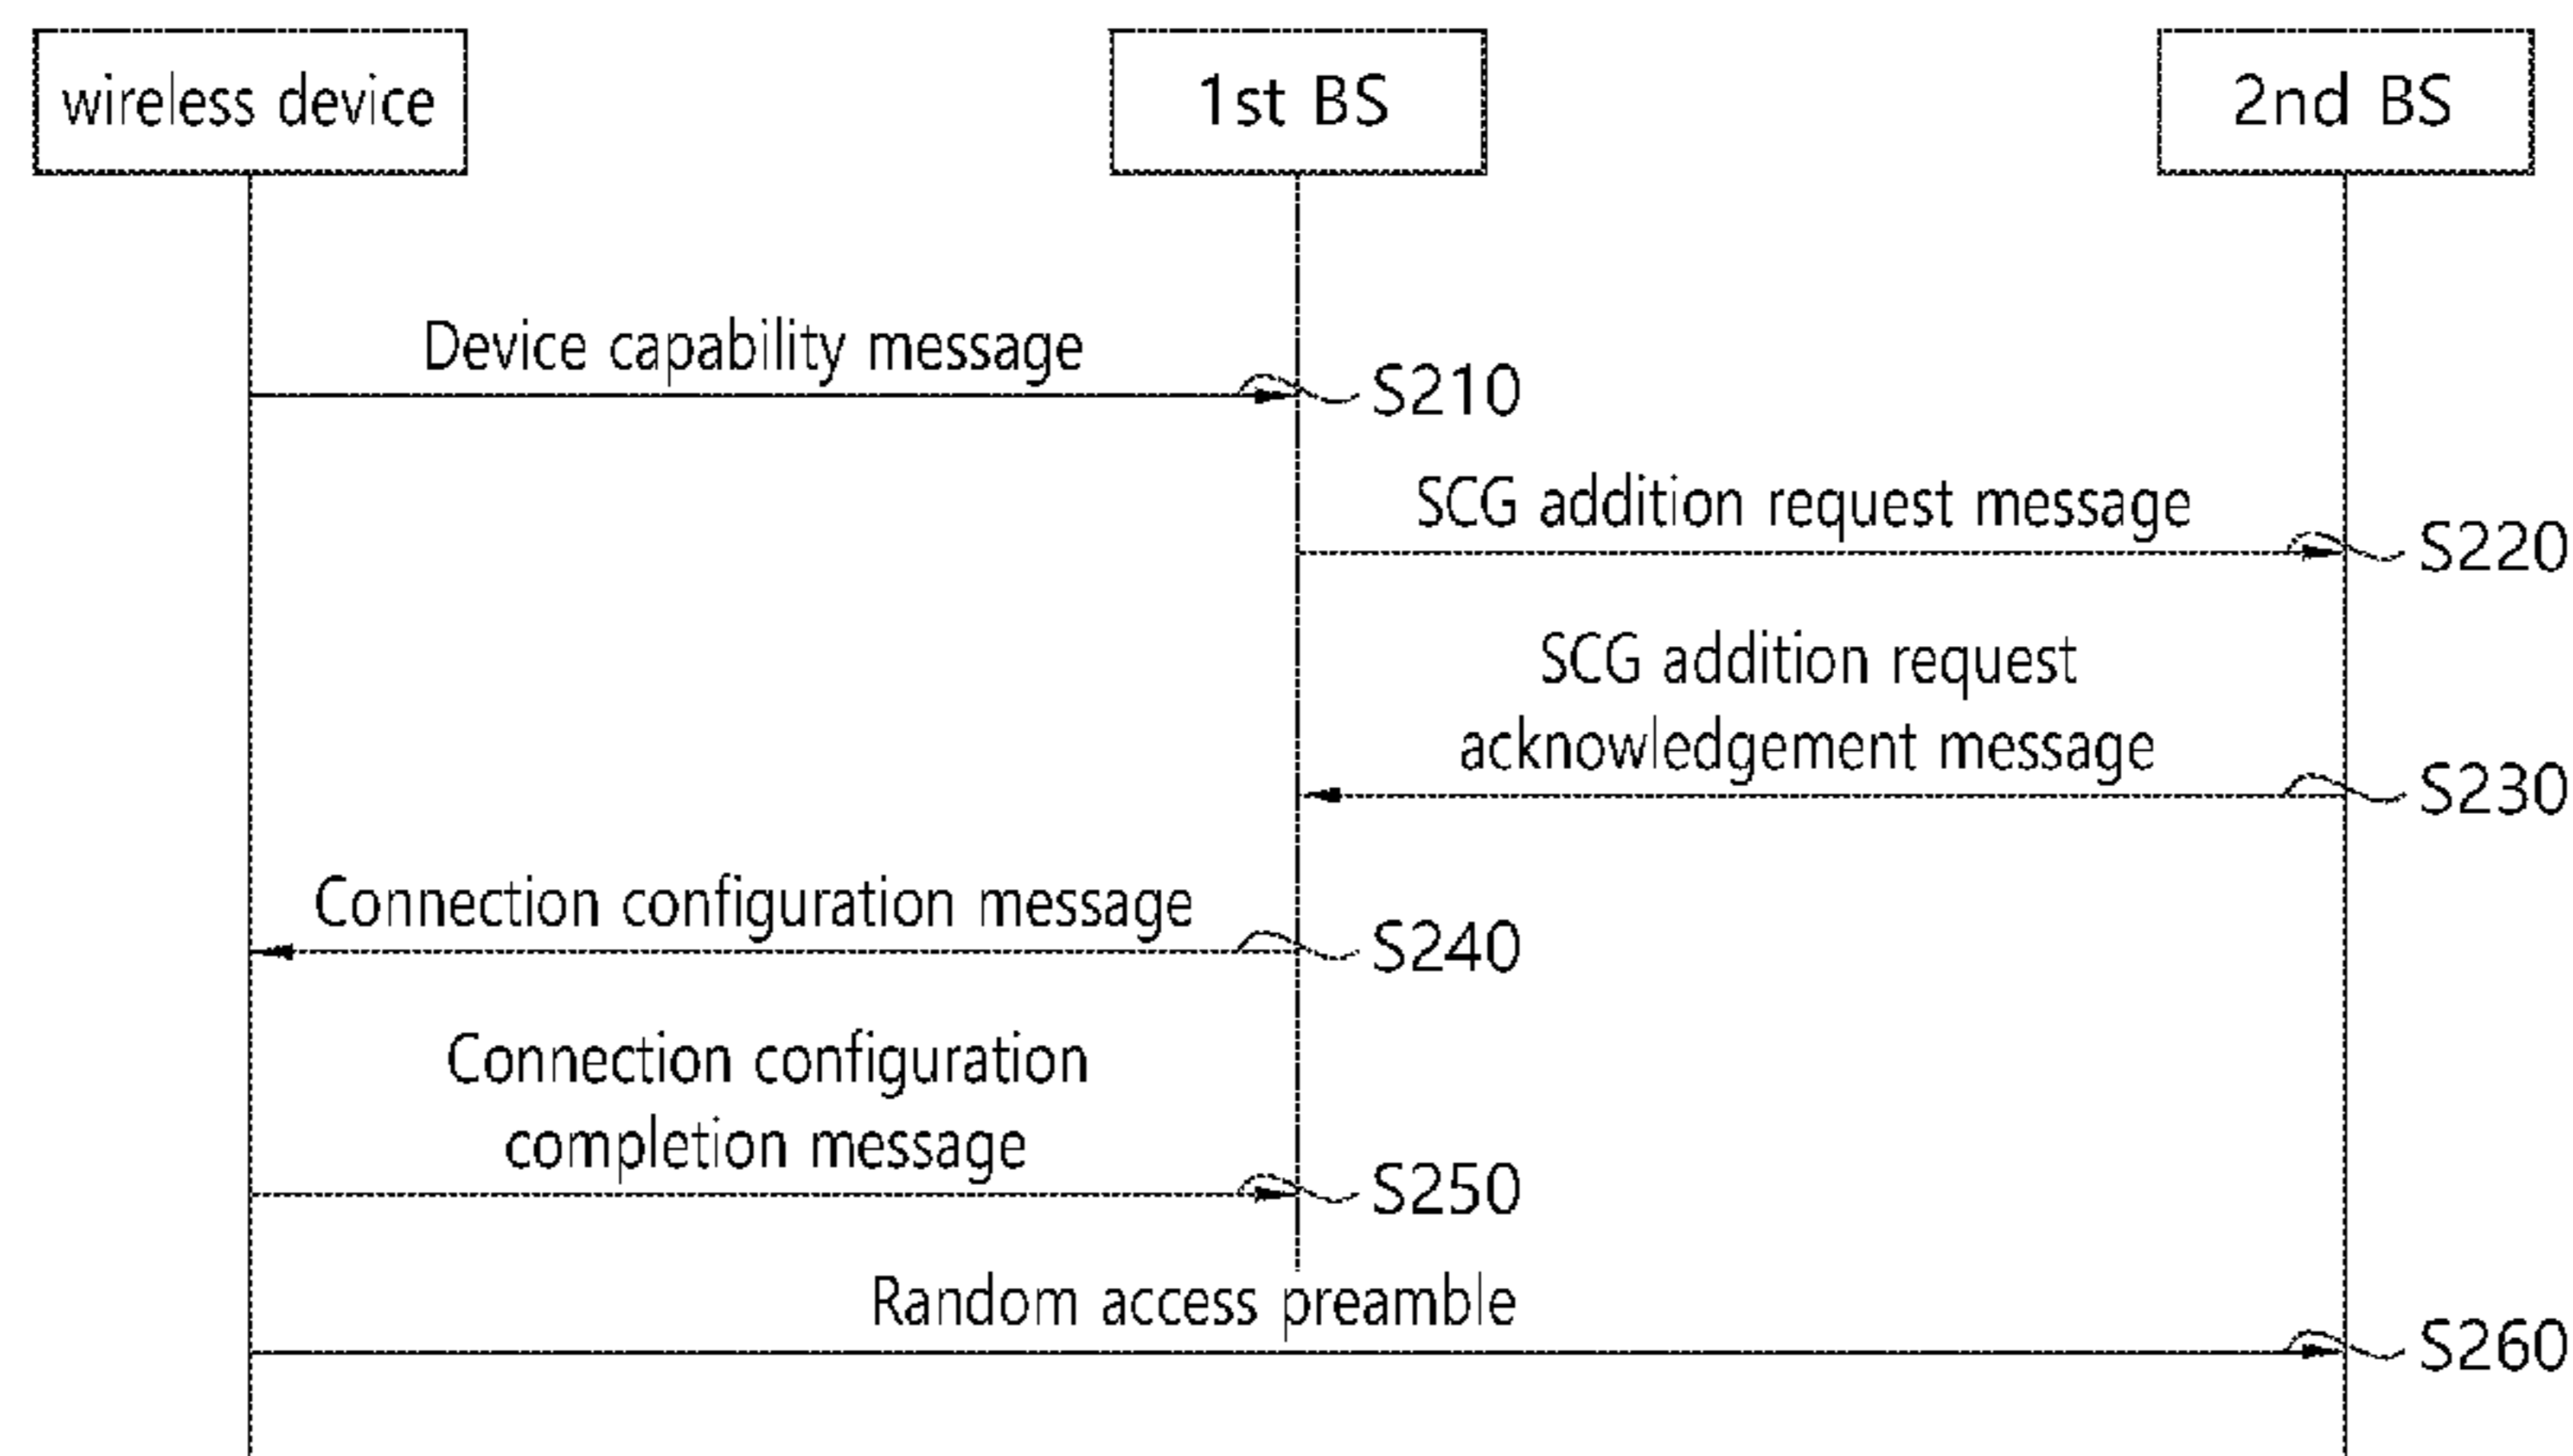 wireless device
1st BS
2nd BS
Device capability message
S210
SCG addition request message
S220
SCG addition request
acknowledgement message
S230
Connection configuration message
S240
Connection configuration
completion message
S250
Random access preamble
S260